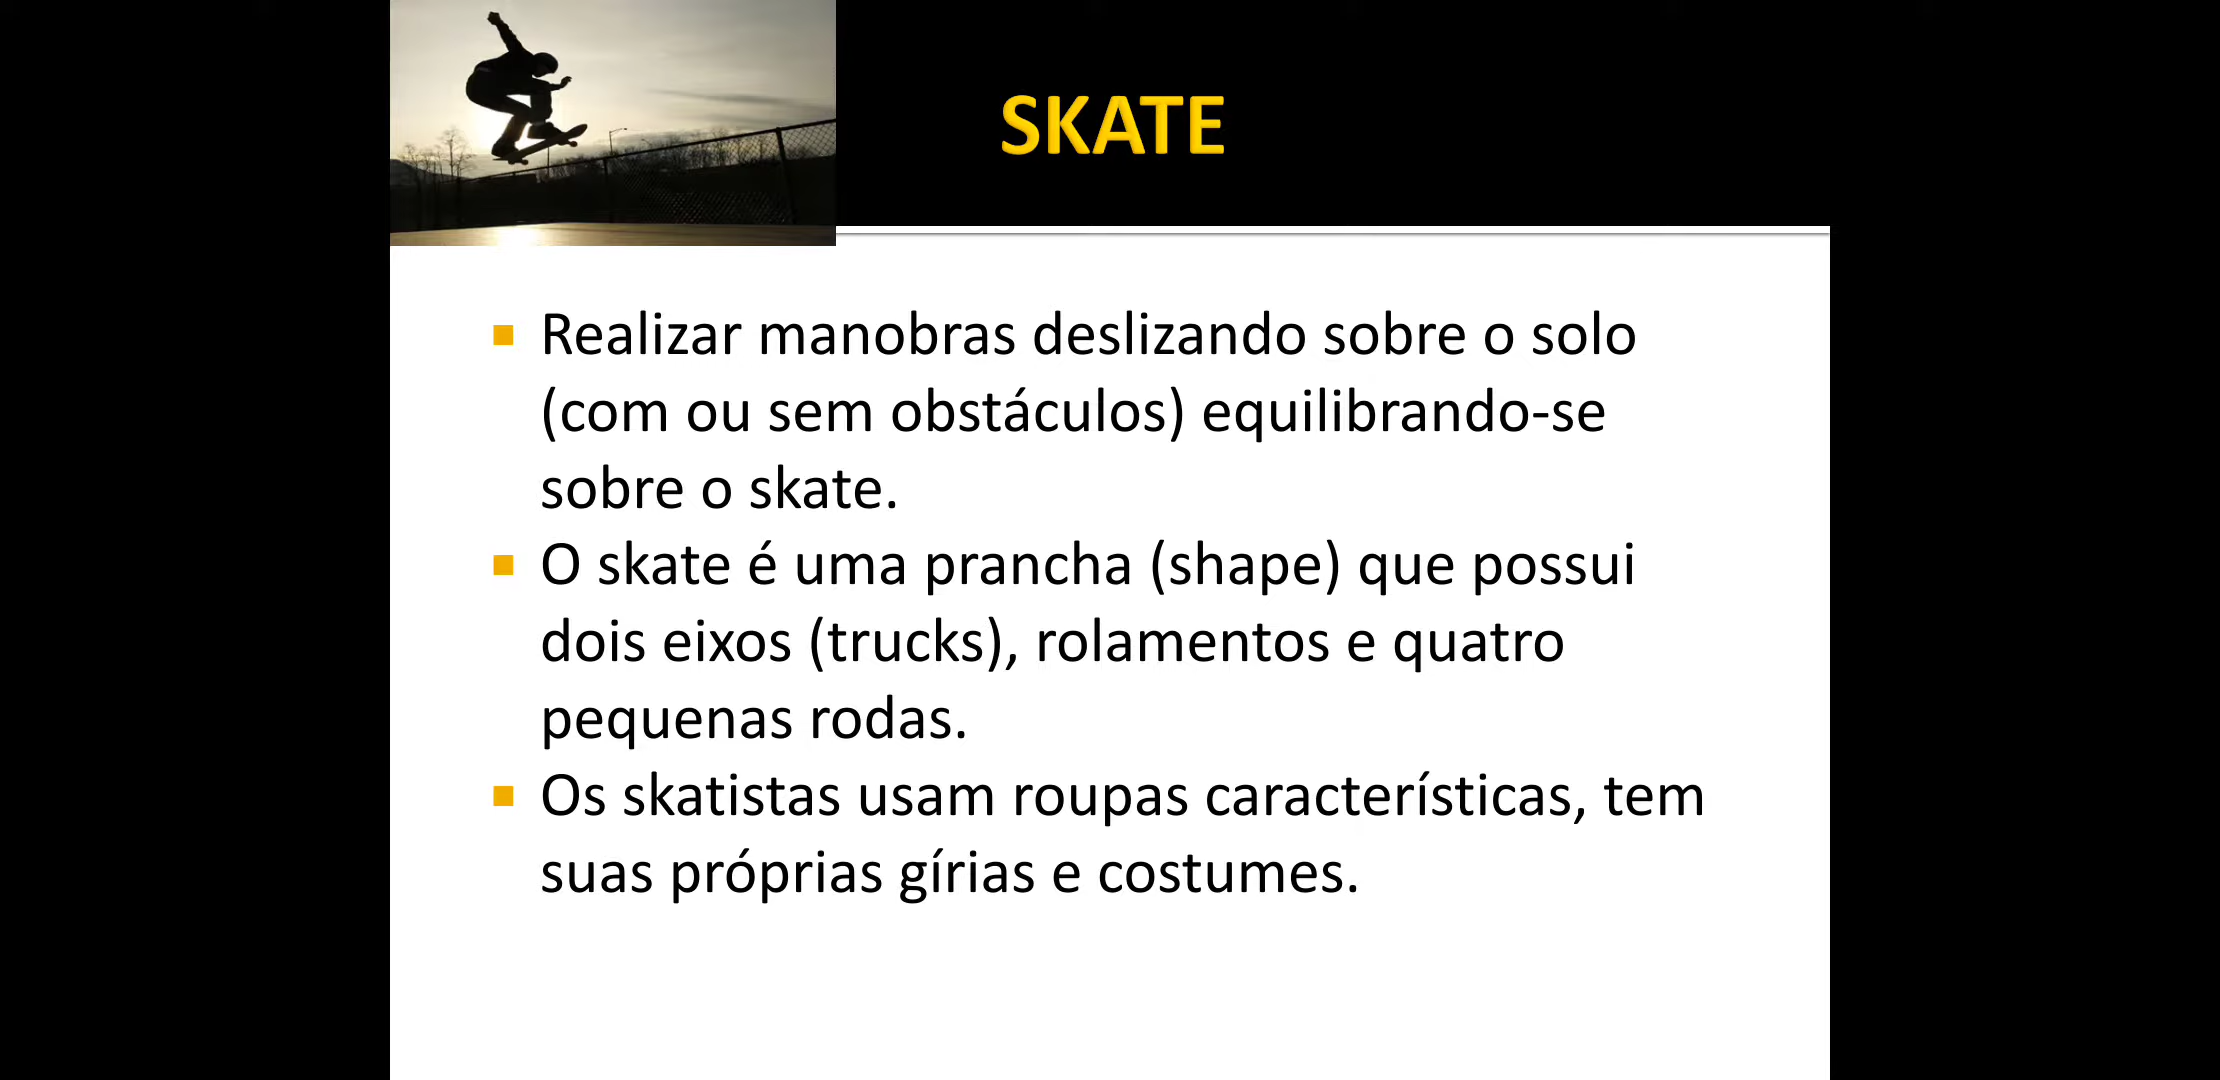 SKATE
Realizar manobras deslizando sobre o solo
(com ou sem obstáculos) equilibrando-se
sobre o skate.
O skate é uma prancha (shape) que possui
dois eixos (trucks), rolamentos e quatro
pequenas rodas.
Os skatistas usam roupas características, tem
suas próprias gírias e costumes.